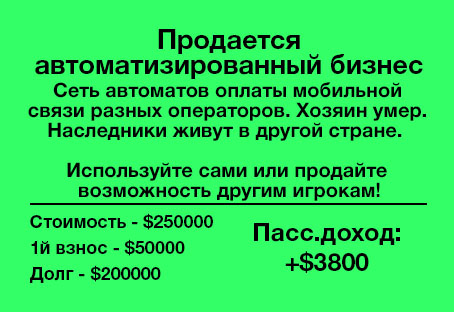 Продается
автоматизированный бизнес
Сеть автоматов оплаты мобильной
связи разных операторов. Хозяин умер.
Наследники живут в другой стране.
Используйте сами или продайте
возможность другим игрокам!
Стоимость - $250000
1й взнос - $50000
Долг - $200000
Пасс.доход:
+$3800